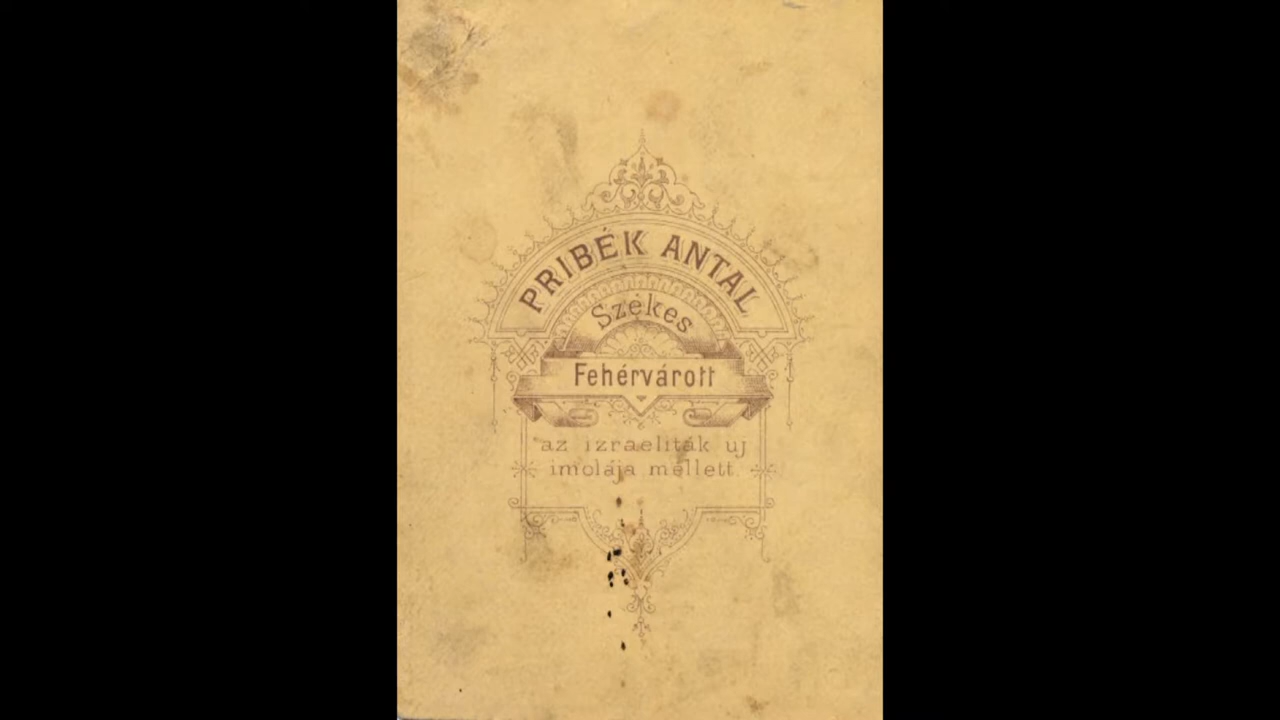 PRIBÉK ANTAL
Székes
Fehérvárott
az izraeliták uj
imolája mellett.